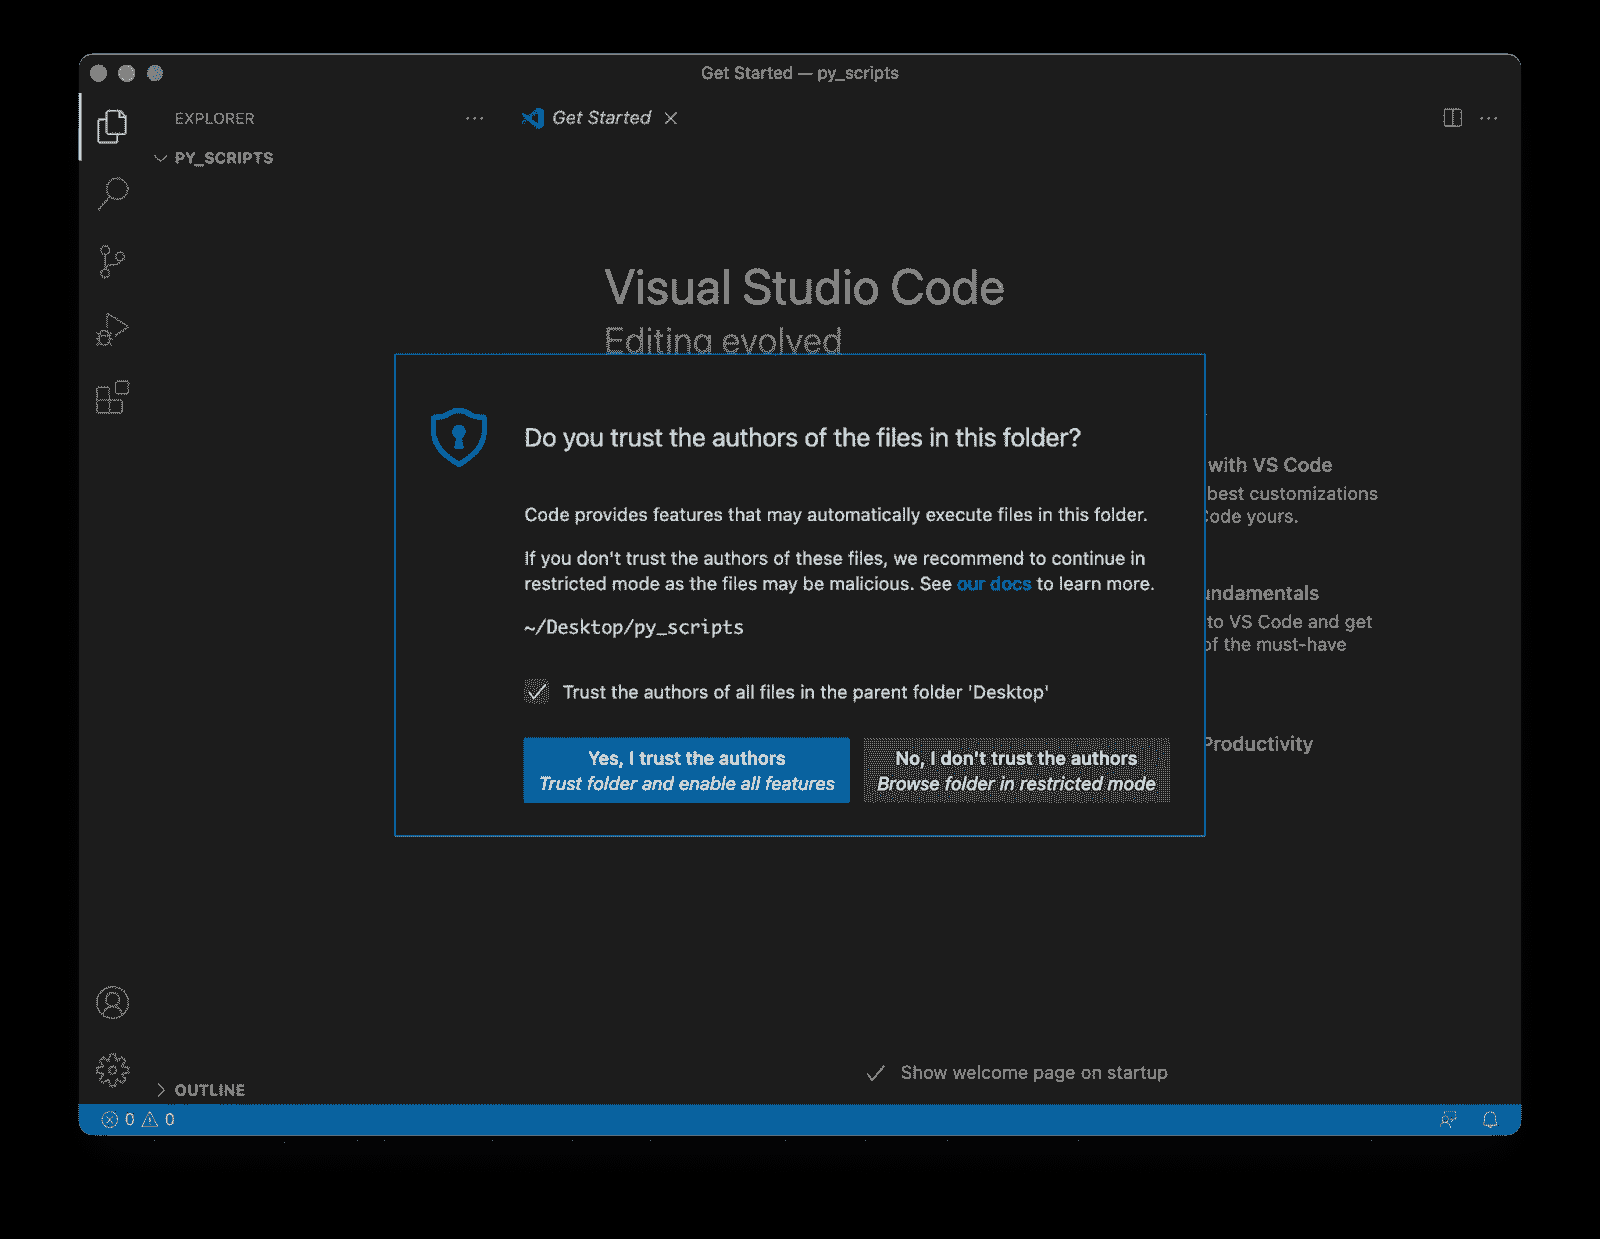 Get Started — py_scripts
EXPLORER
Get Started
PY_SCRIPTS
Visual Studio Code
Editing evolved
Do you trust the authors of the files in this folder?
Code provides features that may automatically execute files in this folder.
If you don't trust the authors of these files, we recommend to continue in
restricted mode as the files may be malicious. See our docs to learn more.
~/Desktop/py_scripts
Trust the authors of all files in the parent folder 'Desktop'
Yes, I trust the authors
Trust folder and enable all features
No, I don't trust the authors
Browse folder in restricted mode
with VS Code
best customizations
ode yours.
ndamentals
to VS Code and get
of the must-have
Productivity
Show welcome page on startup
OUTLINE
0 0